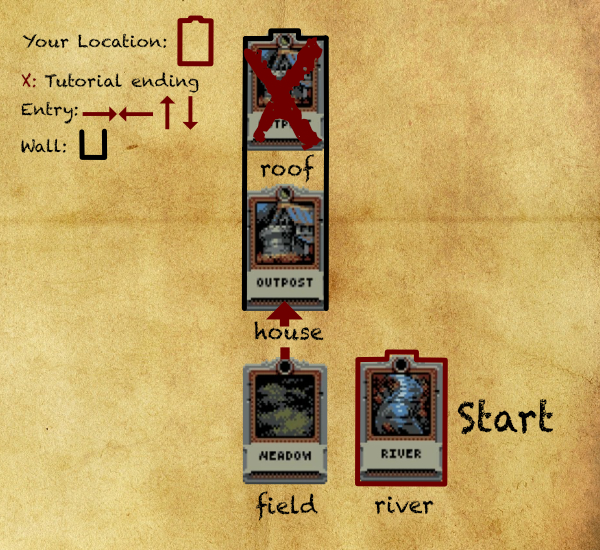 Your Location:
X: Tutorial ending
Entry:
Wall:
roof
OUTPOST
house
MEADOW
RIVER
Start
field
river